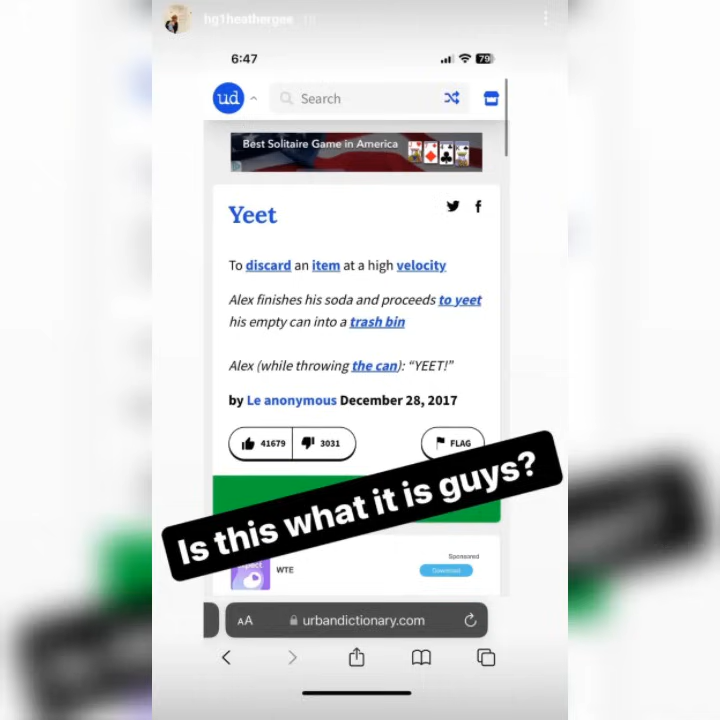 hg1heathergee
6:47
79
ud
Search
Best Solitaire Game in America
Yeet
To discard an item at a high velocity
Alex finishes his soda and proceeds to yeet
his empty can into a trash bin
Alex (while throwing the can): “YEET!”
by Le anonymous December 28, 2017
41679
3031
FLAG
Is this what it is guys?
Sponsored
WTE
Download
AA
urbandictionary.com